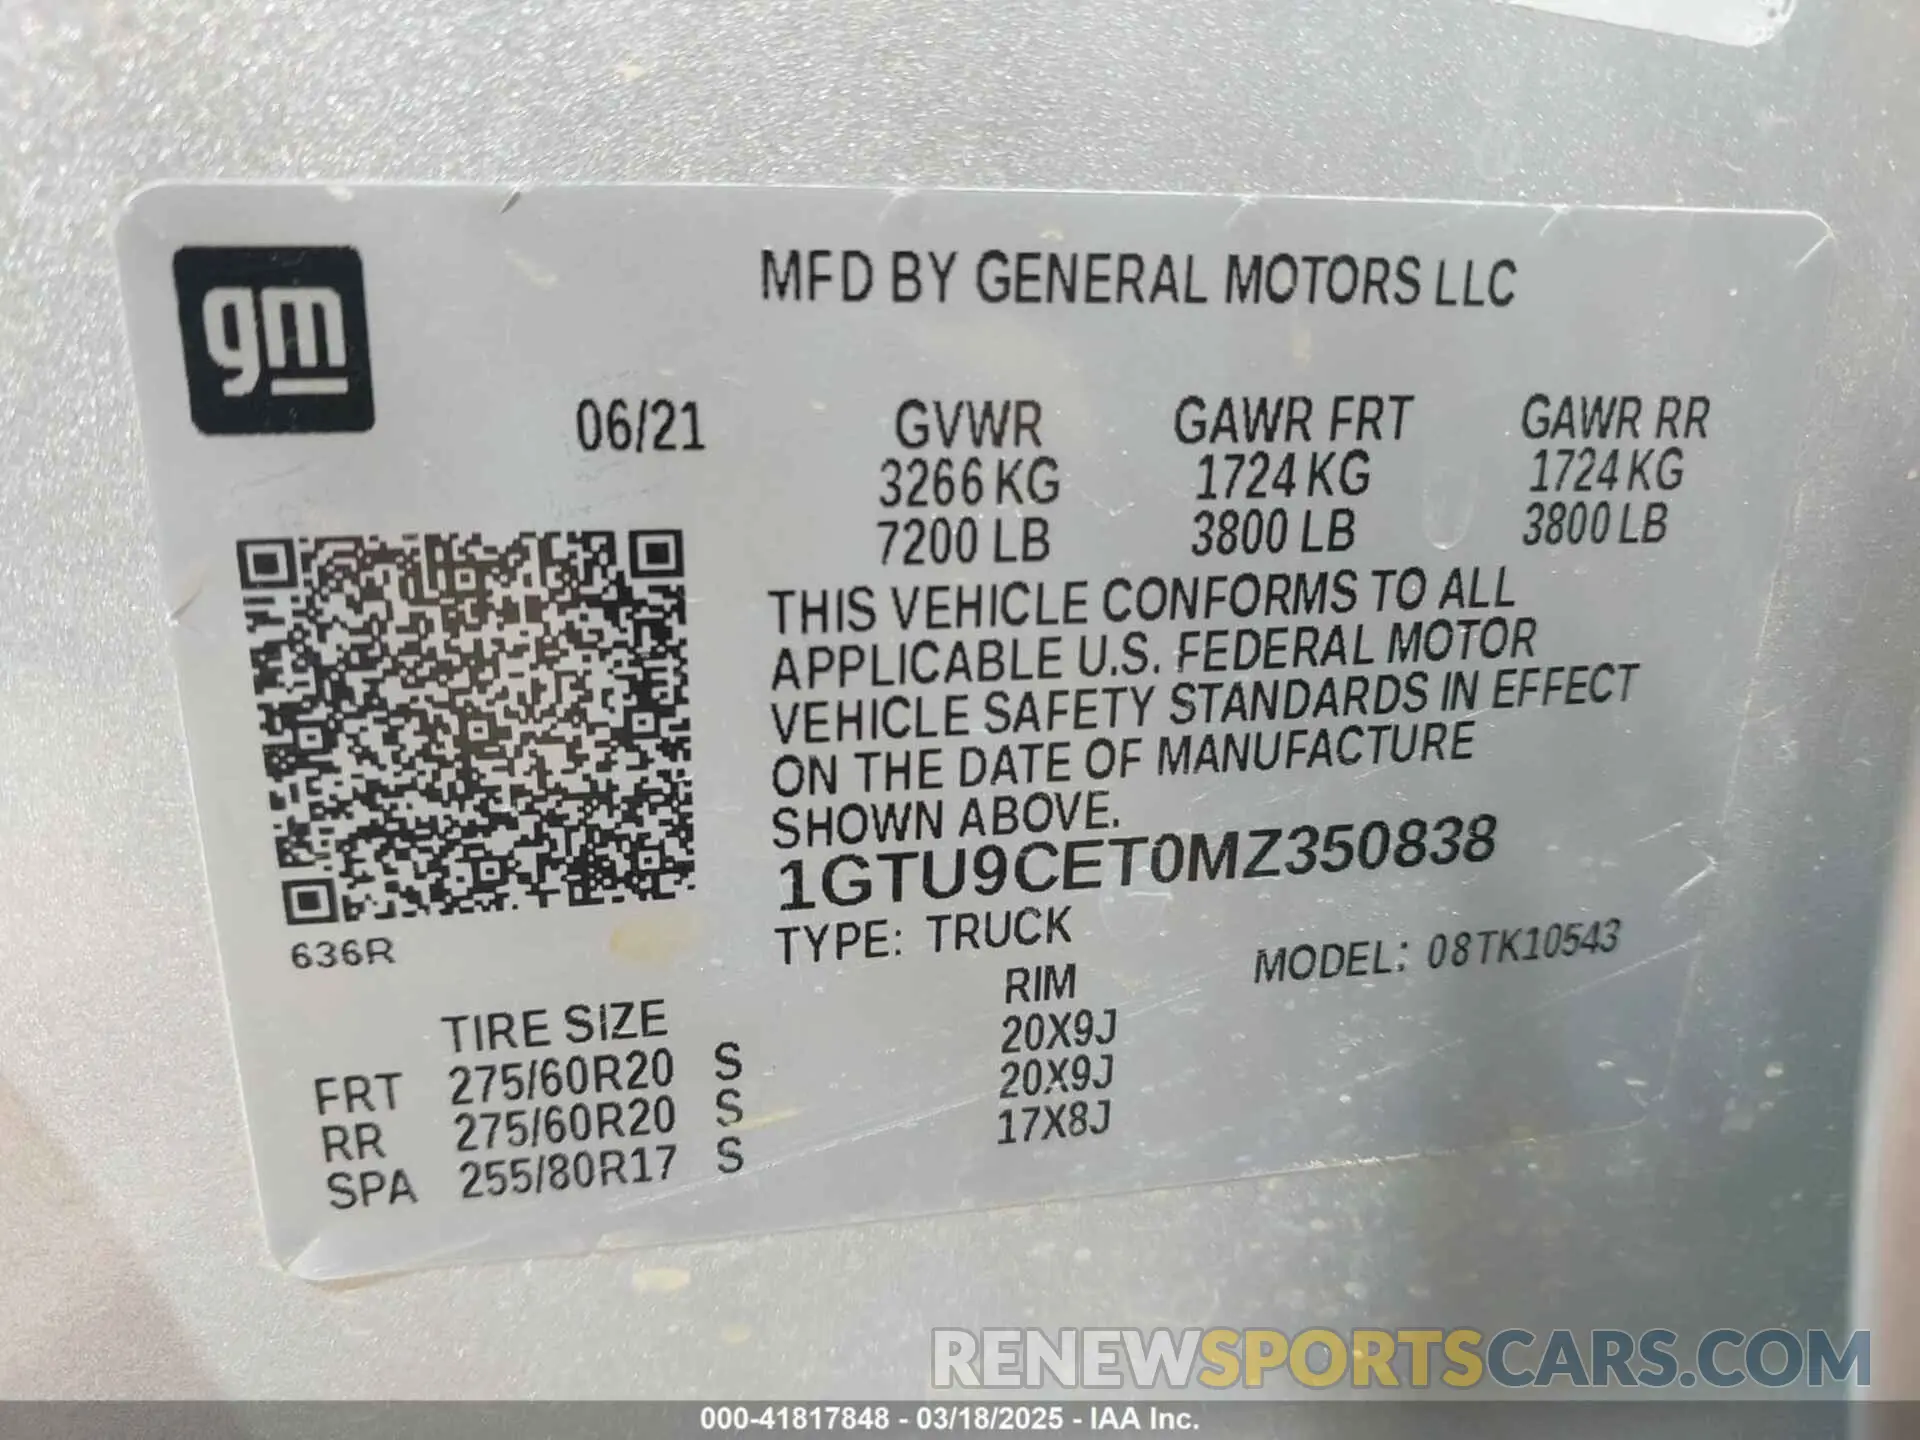 gm
MFD BY GENERAL MOTORS LLC
06/21 GVWR GAWR FRT GAWR RR
3266 KG 1724 KG 1724 KG
7200 LB 3800 LB 3800 LB
THIS VEHICLE CONFORMS TO ALL
APPLICABLE U.S. FEDERAL MOTOR
VEHICLE SAFETY STANDARDS IN EFFECT
ON THE DATE OF MANUFACTURE
SHOWN ABOVE.
1GTU9CET0MZ350838
636R
TYPE: TRUCK MODEL: 08TK10543
TIRE SIZE RIM
FRT 275/60R20 S 20X9J
RR 275/60R20 S 20X9J
SPA 255/80R17 S 17X8J
RENEWSPORTSCARS.COM
000-41817848 - 03/18/2025 - IAA Inc.